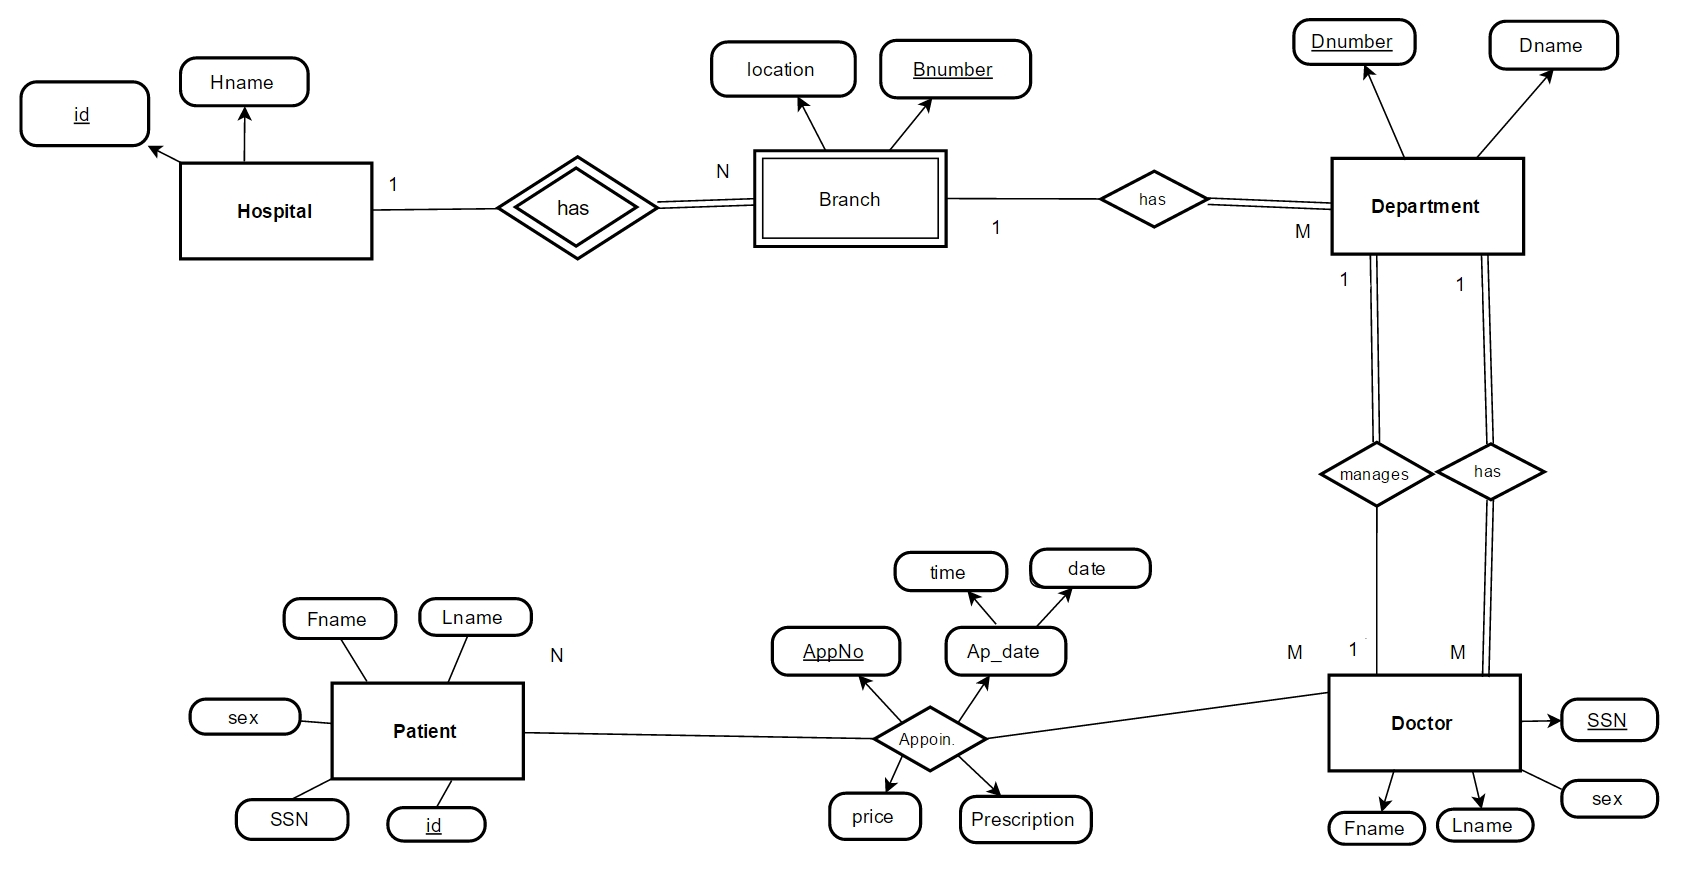 id
Hname
location
Bnumber
Dnumber
Dname
Hospital
1
has
N
Branch
1
has
M
Department
1
1
manages
has
Fname
Lname
N
sex
Patient
SSN
id
time
date
AppNo
Ap_date
Appoin.
price
Prescription
M
1
M
Doctor
SSN
sex
Fname
Lname